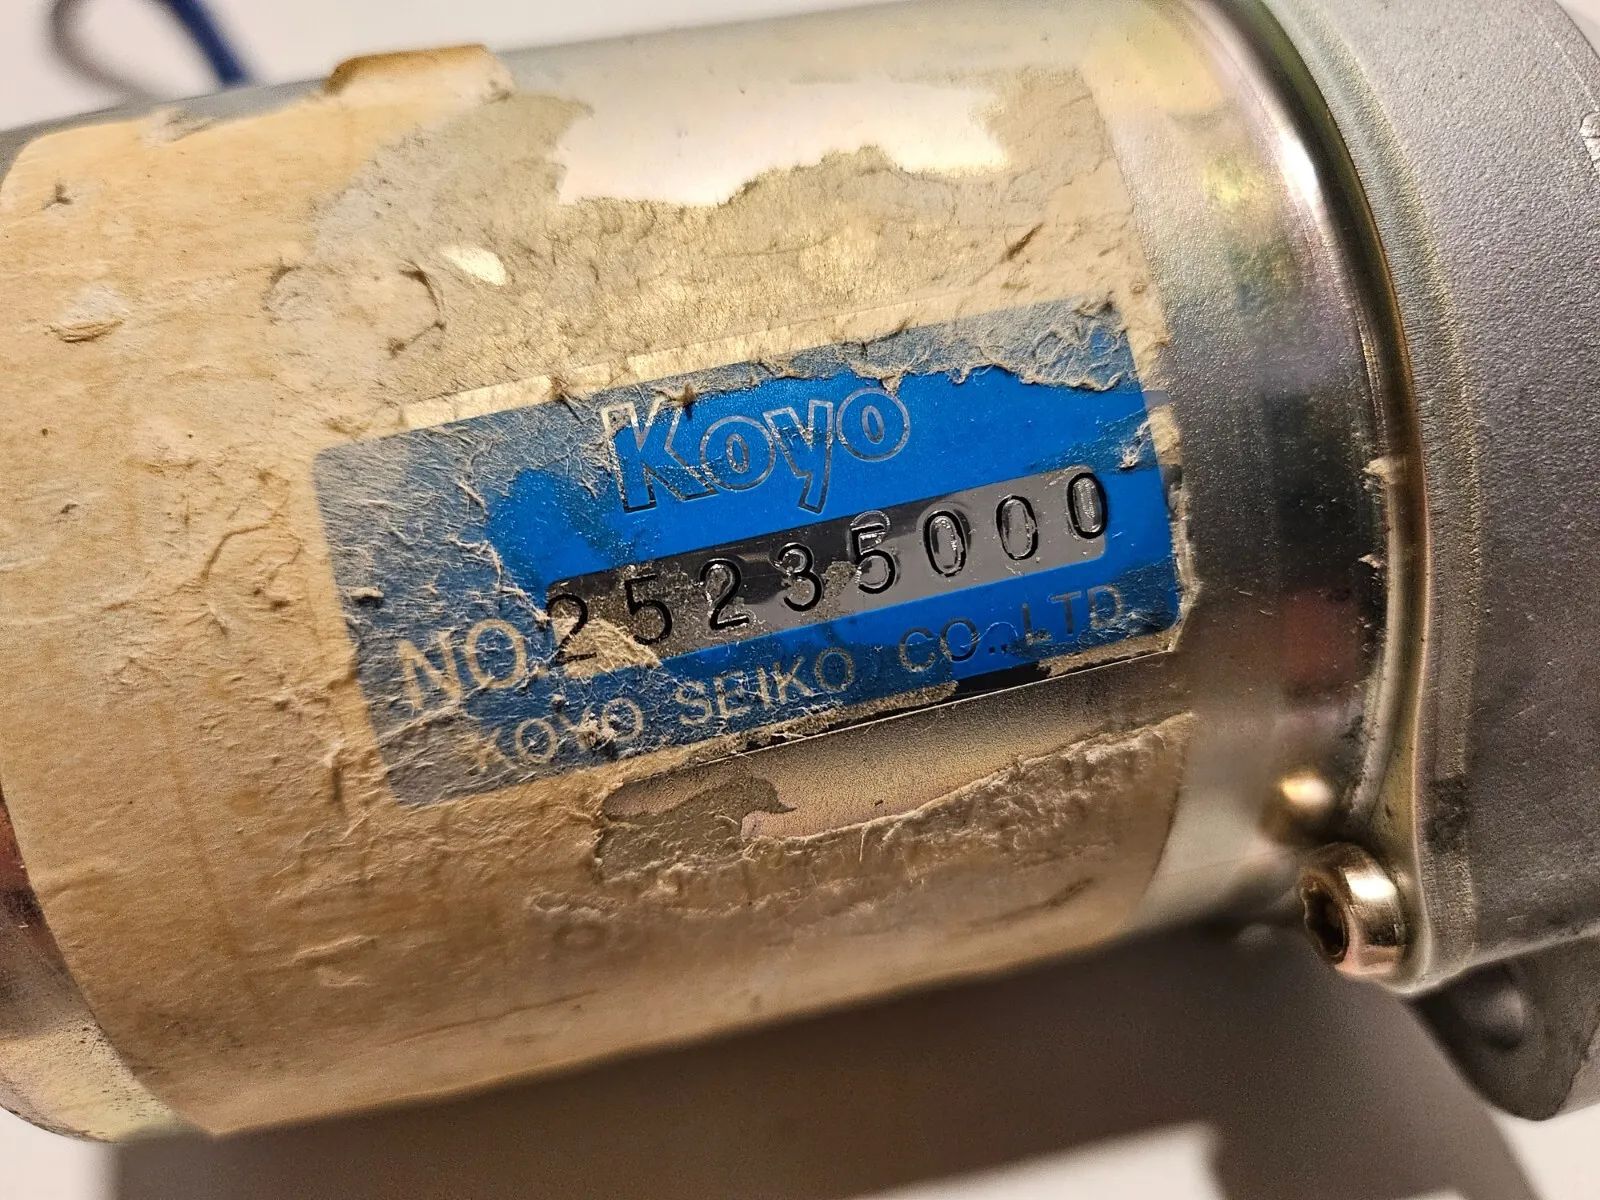 Koyo
NO. 25235000
KOYO SEIKO CO.,LTD